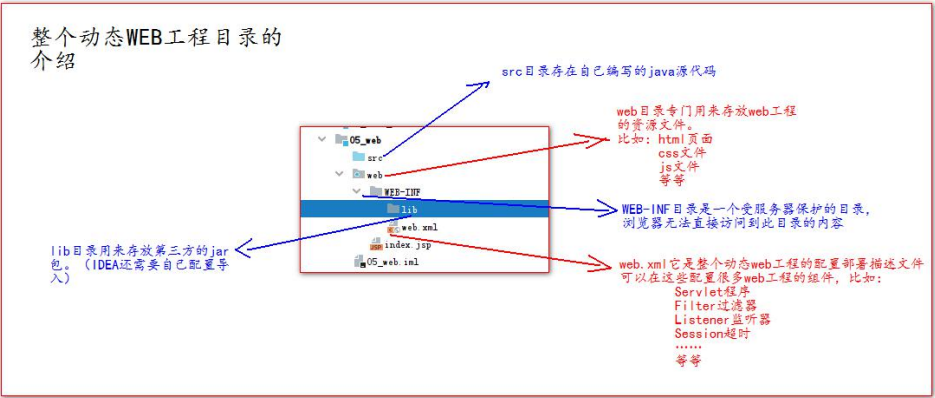 整个动态WEB工程目录的
介绍
src目录存在自己编写的java源代码
web目录专门用来存放web工程
的资源文件。
比如：html页面
css文件
js文件
等等
05_web
src
web
WEB-INF
lib
web.xml
index.jsp
05_web.iml
WEB-INF目录是一个受服务器保护的目录，
浏览器无法直接访问到此目录的内容
lib目录用来存放第三方的jar
包。（IDEA还需要自己配置导
入）
web.xml它是整个动态web工程的配置部署描述文件
可以在这些配置很多web工程的组件，比如：
Servlet程序
Filter过滤器
Listener监听器
Session超时
……
等等